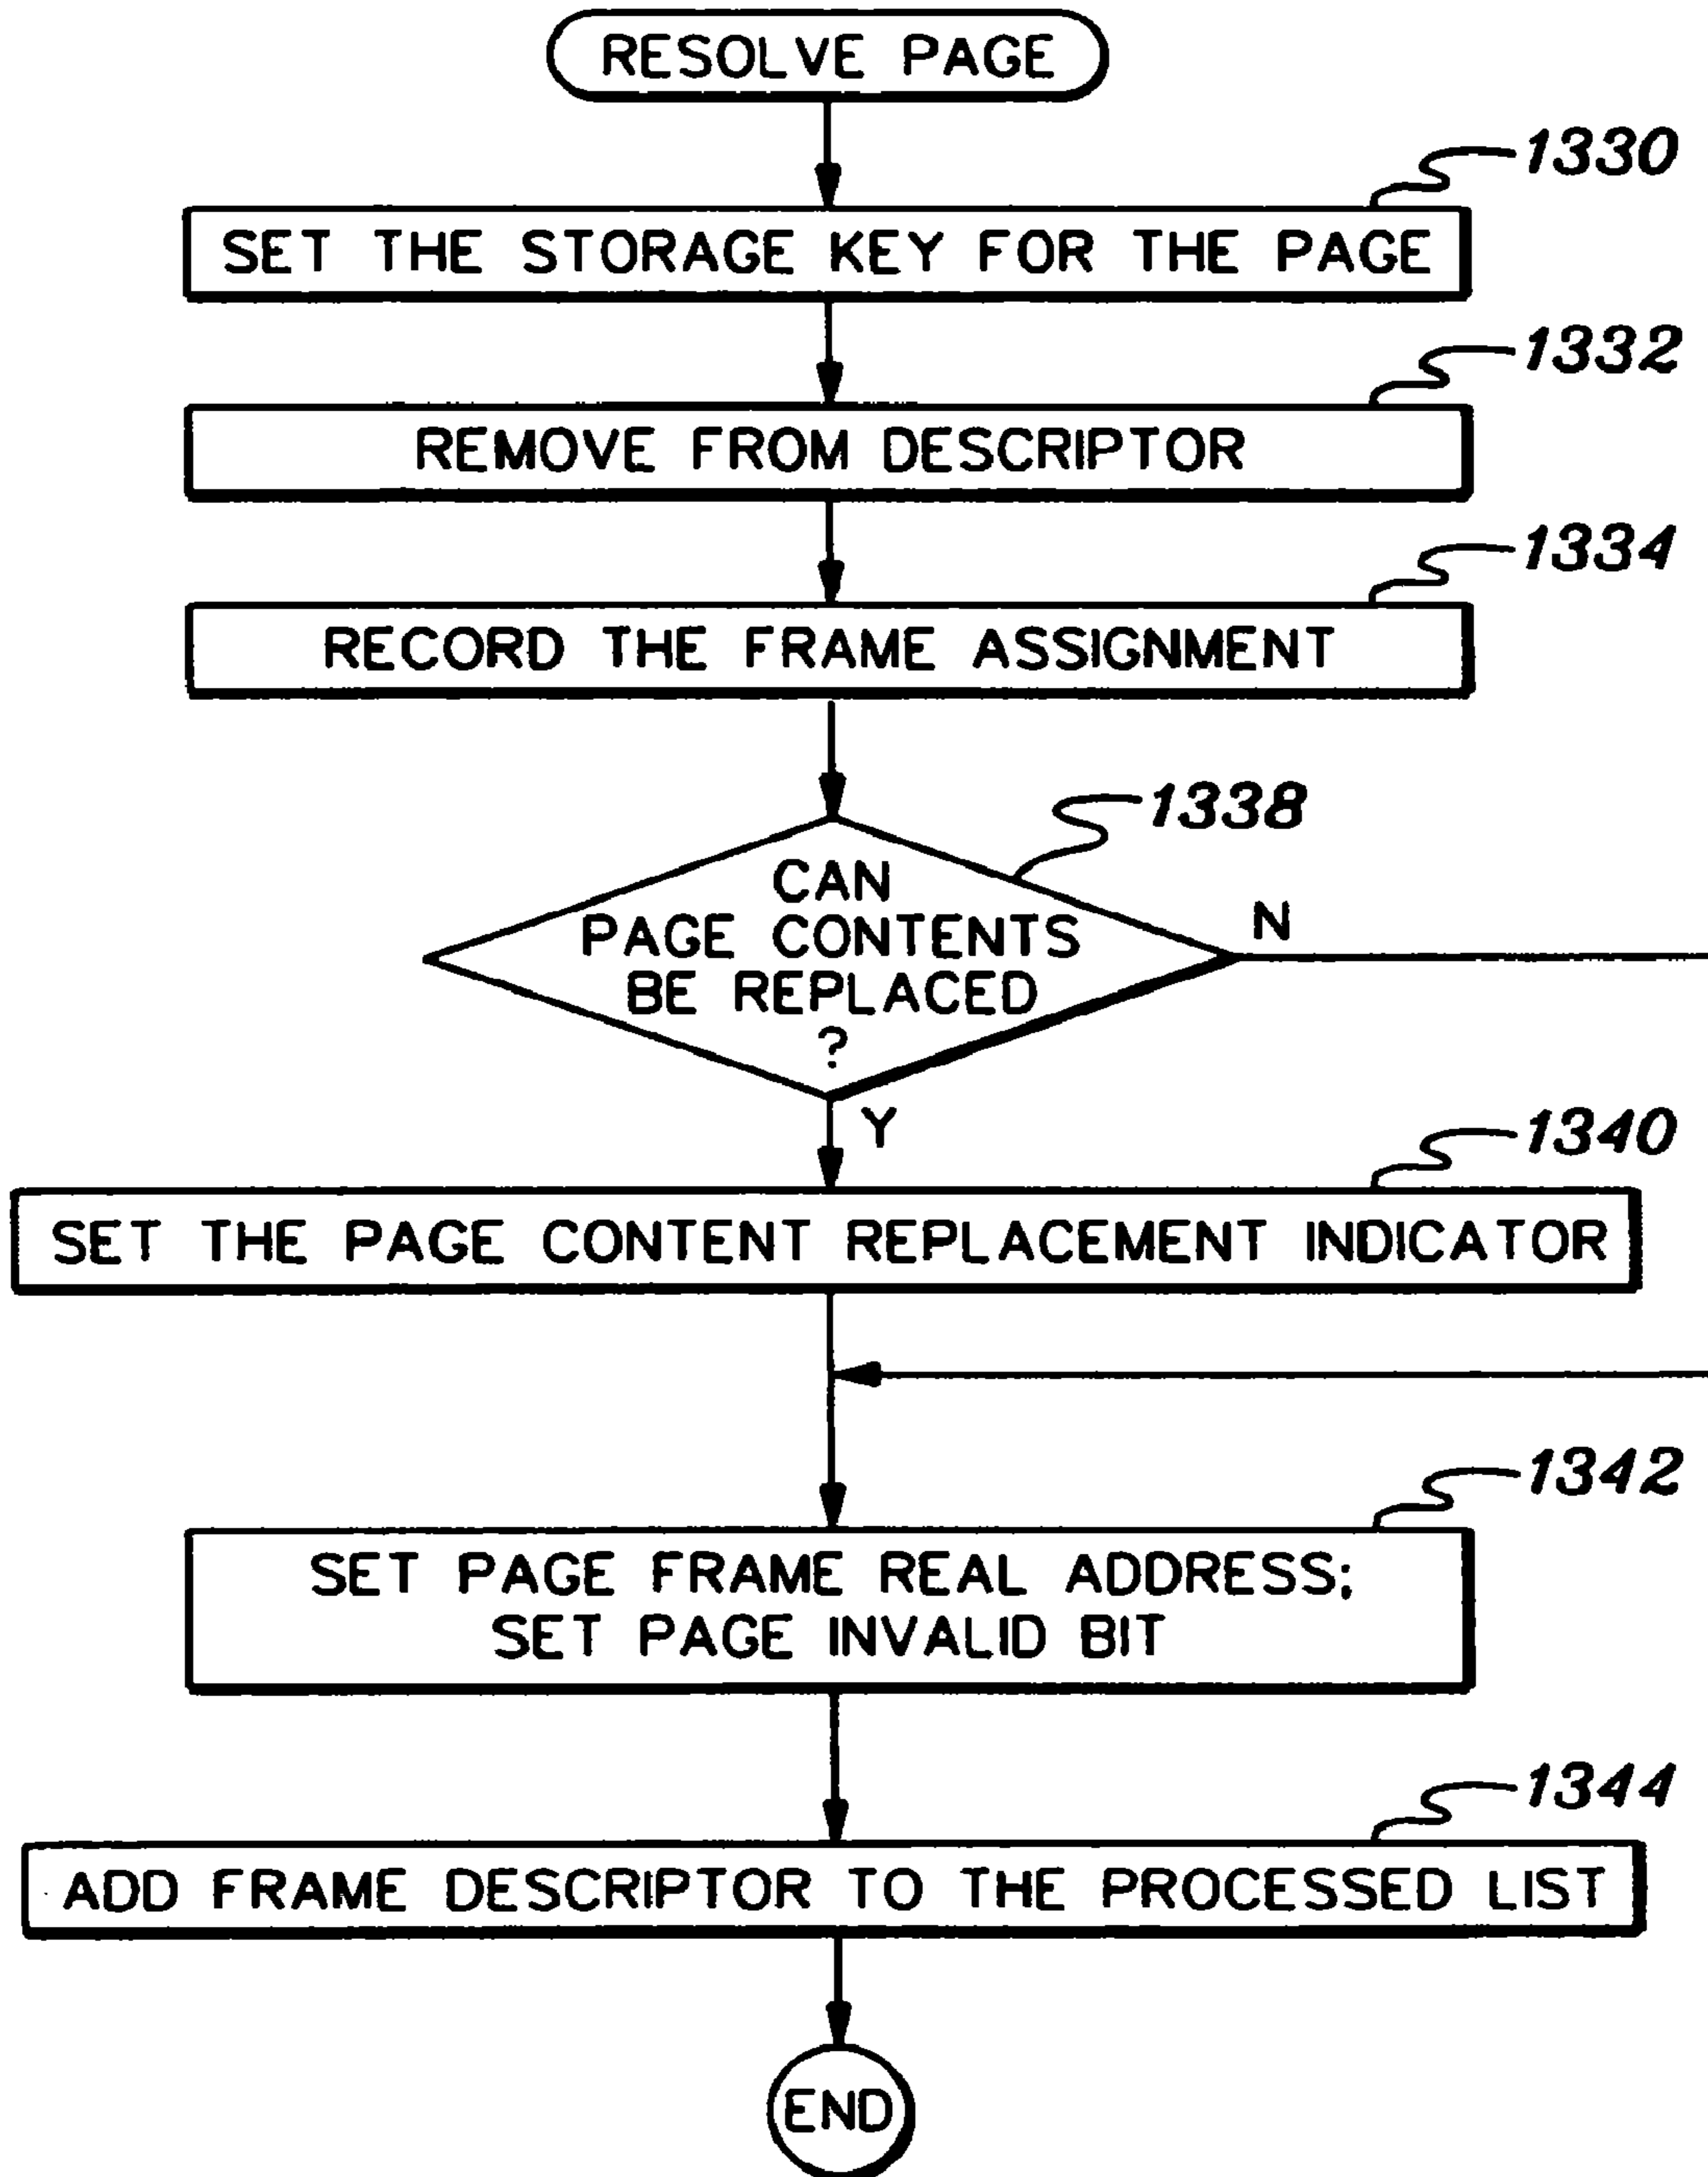 RESOLVE PAGE
1330
SET THE STORAGE KEY FOR THE PAGE
1332
REMOVE FROM DESCRIPTOR
1334
RECORD THE FRAME ASSIGNMENT
1338
CAN
PAGE CONTENTS
BE REPLACED
?
N
Y
1340
SET THE PAGE CONTENT REPLACEMENT INDICATOR
1342
SET PAGE FRAME REAL ADDRESS;
SET PAGE INVALID BIT
1344
ADD FRAME DESCRIPTOR TO THE PROCESSED LIST
END